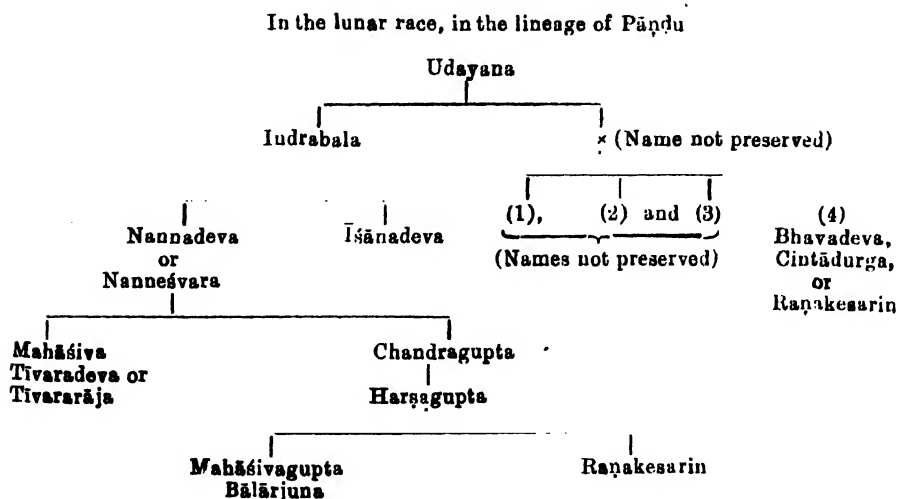 In the lunar race, in the lineage of Pāṇḍu
Udayana
Iudrabala × (Name not preserved)
Nannadeva Īśānadeva (1), (2) and (3) (4)
or (Names not preserved) Bhavadeva,
Nanneśvara Cintādurga,
or
Raṇakesarin
Mahāśiva Chandragupta
Tīvaradeva or
Tīvararāja Harṣagupta
Mahāśivagupta Raṇakesarin
Bālārjuna